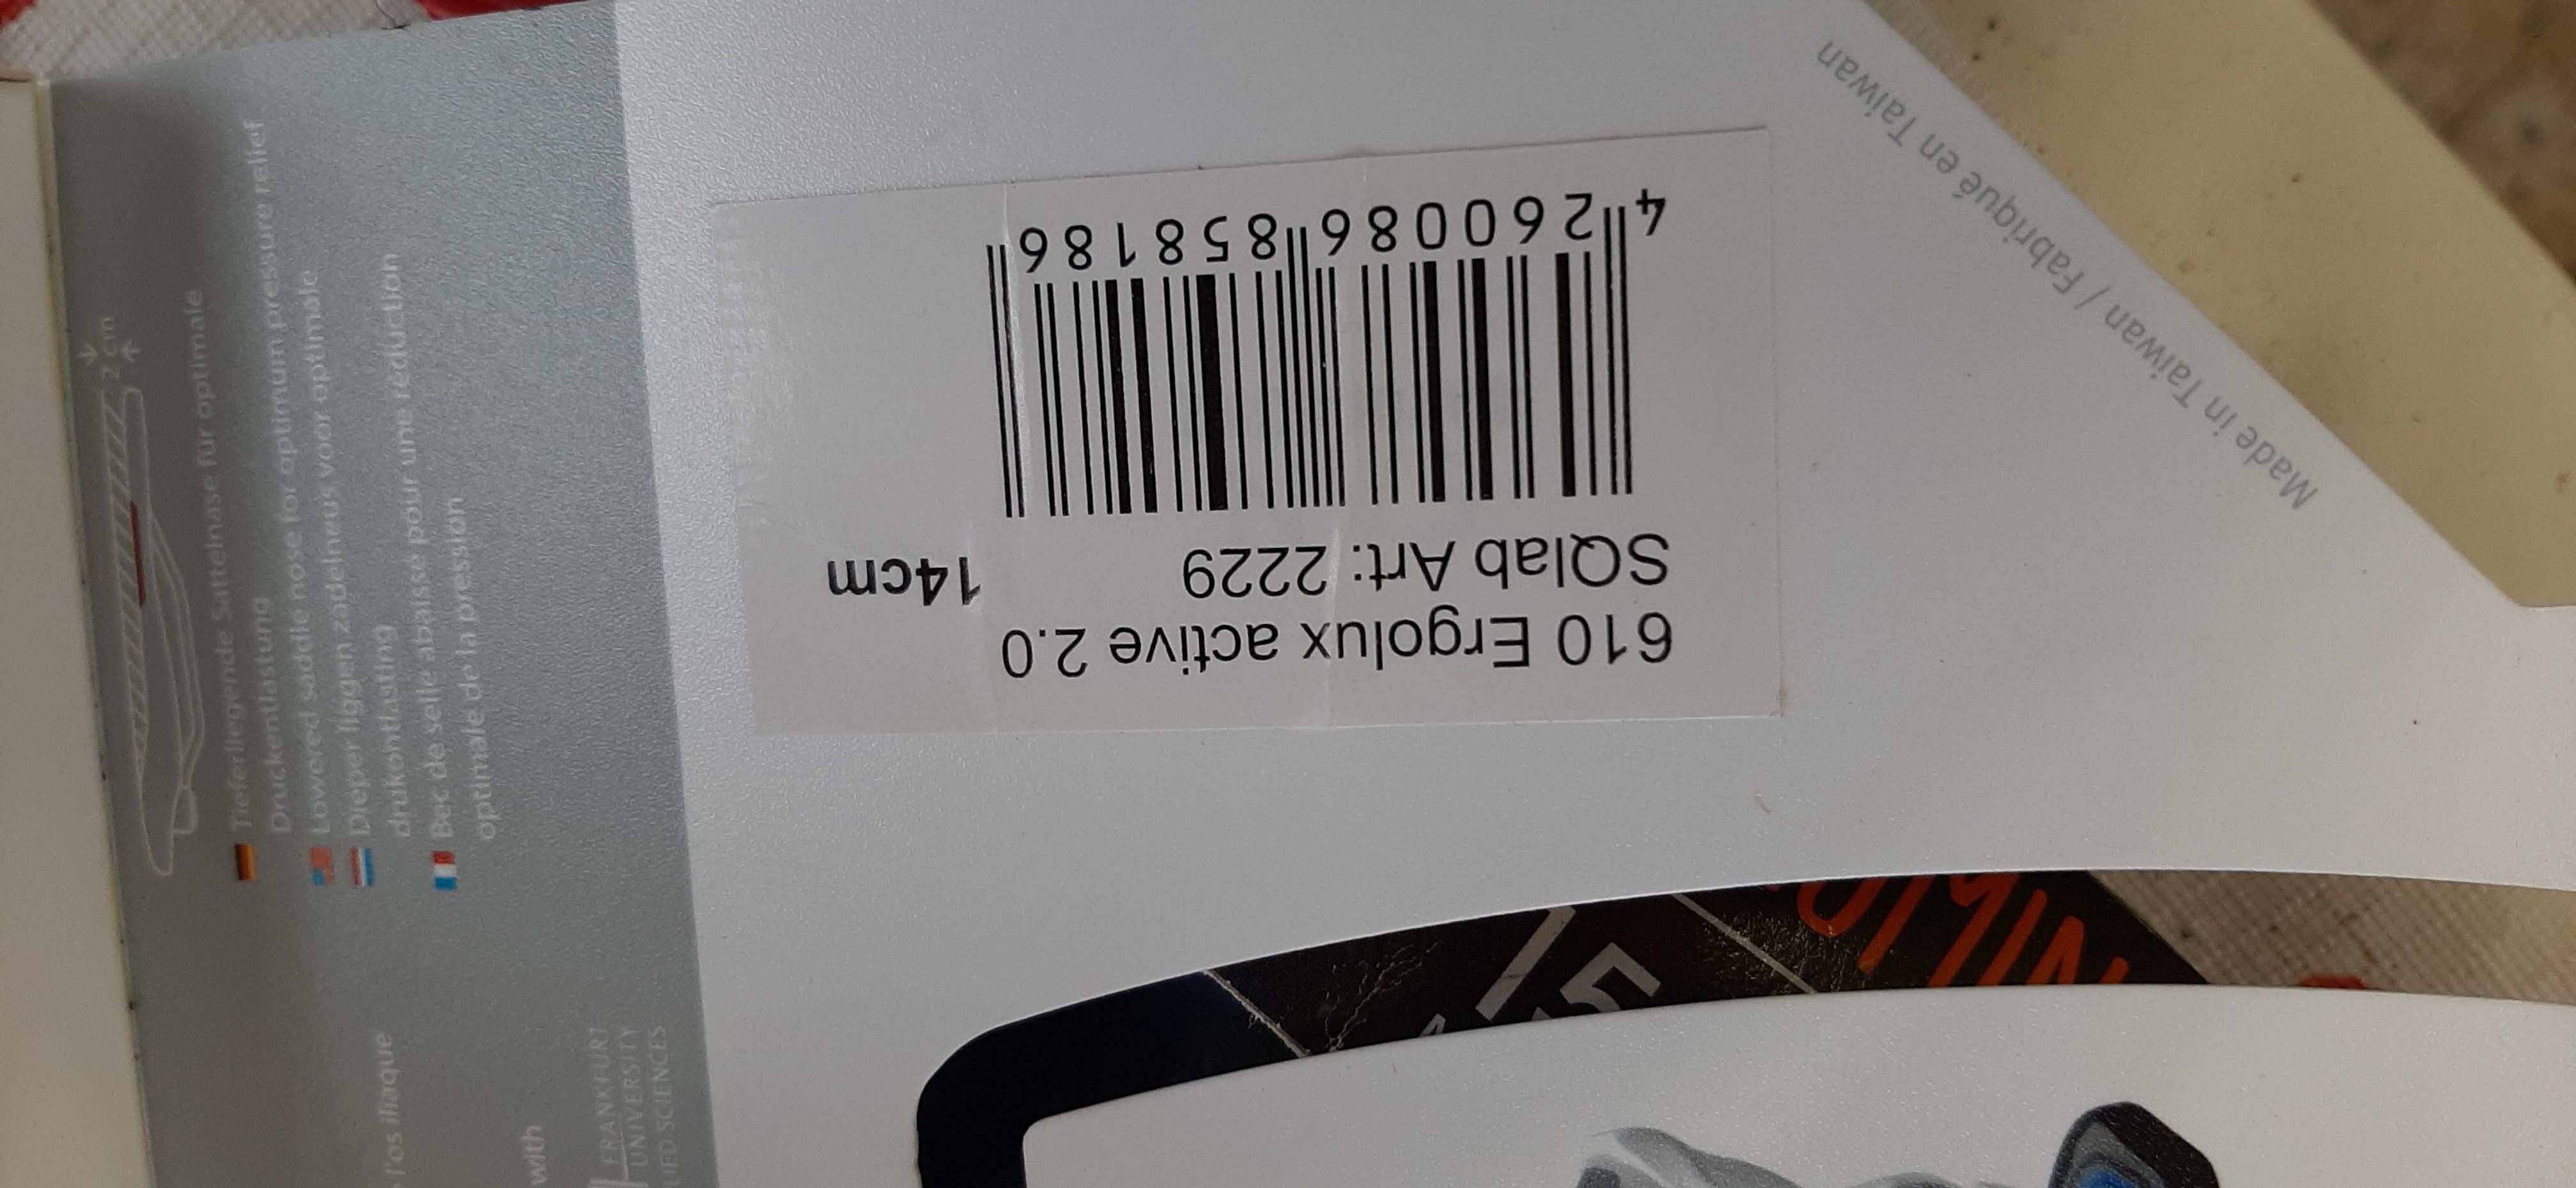 610 Ergolux active 2.0
SQlab Art: 2229 14cm
4 260086 858186
Made in Taiwan / Fabriqué en Taiwan
2 cm
Tieferliegende Sattelnase für optimale
Druckentlastung
Lowered saddle nose for optimum pressure relief
Dieper liggen zadelneus voor optimale
drukontlasting
Bec de selle abaissé pour une réduction
optimale de la pression
l'os iliaque
with
FRANKFURT
UNIVERSITY
LIED SCIENCES